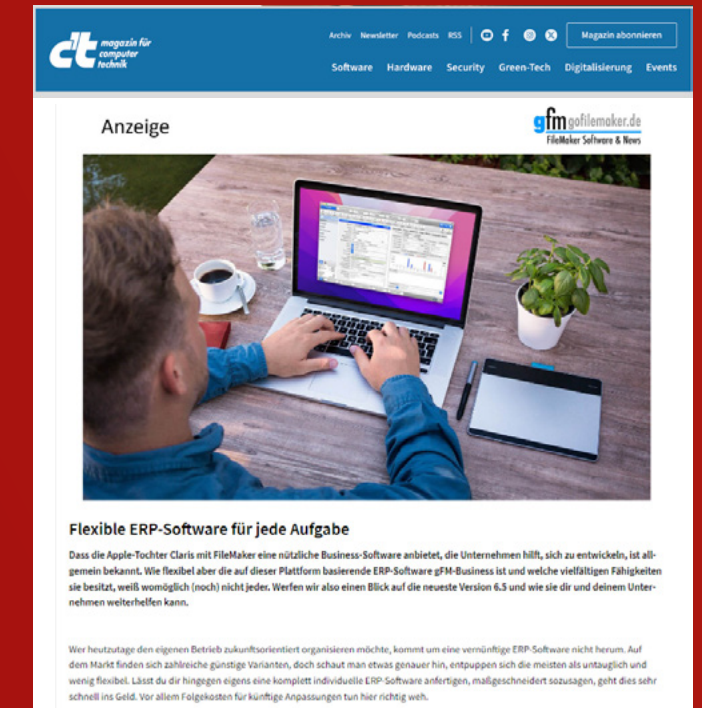 c't magazin für
computer
technik
Archiv Newsletter Podcasts RSS Magazin abonnieren
Software Hardware Security Green-Tech Digitalisierung Events
Anzeige
gfm gofilemaker.de
FileMaker Software & News
Flexible ERP-Software für jede Aufgabe
Dass die Apple-Tochter Claris mit FileMaker eine nützliche Business-Software anbietet, die Unternehmen hilft, sich zu entwickeln, ist all-
gemein bekannt. Wie flexibel aber die auf dieser Plattform basierende ERP-Software gFM-Business ist und welche vielfältigen Fähigkeiten
sie besitzt, weiß womöglich (noch) nicht jeder. Werfen wir also einen Blick auf die neueste Version 6.5 und wie sie dir und deinem Unter-
nehmen weiterhelfen kann.
Wer heutzutage den eigenen Betrieb zukunftsorientiert organisieren möchte, kommt um eine vernünftige ERP-Software nicht herum. Auf
dem Markt finden sich zahlreiche günstige Varianten, doch schaut man etwas genauer hin, entpuppen sich die meisten als untauglich und
wenig flexibel. Lässt du dir hingegen eigens eine komplett individuelle ERP-Software anfertigen, maßgeschneidert sozusagen, geht dies sehr
schnell ins Geld. Vor allem Folgekosten für künftige Anpassungen tun hier richtig weh.